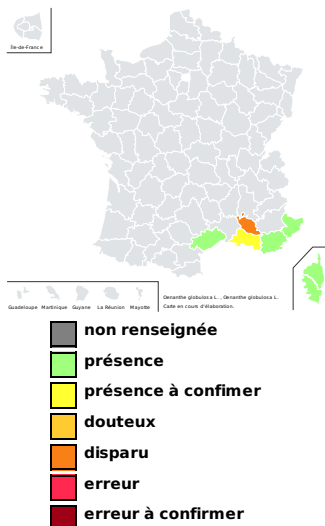 Île-de-France
Oenanthe globulosa L. , Oenanthe globulosa L.
Carte en cours d'élaboration.
Guadeloupe Martinique Guyane La Réunion Mayotte
non renseignée
présence
présence à confimer
douteux
disparu
erreur
erreur à confirmer